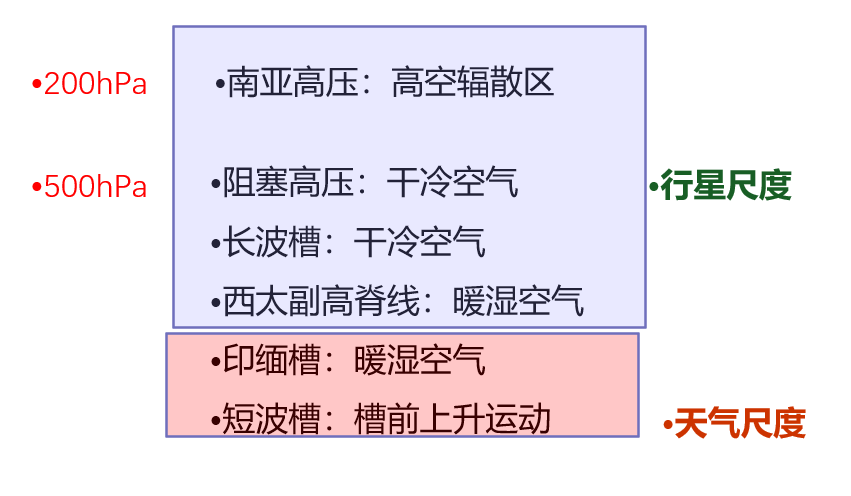 •200hPa •南亚高压：高空辐散区
•500hPa •阻塞高压：干冷空气 •行星尺度
•长波槽：干冷空气
•西太副高脊线：暖湿空气
•印缅槽：暖湿空气
•短波槽：槽前上升运动 •天气尺度